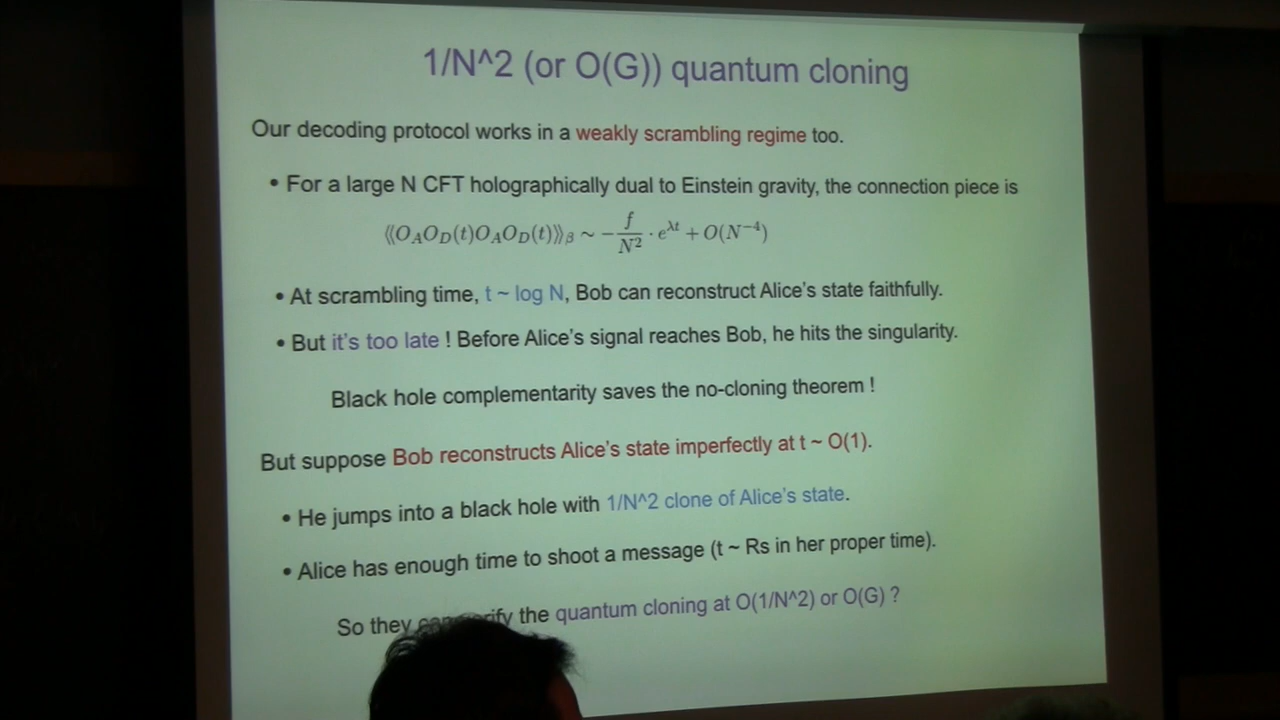 1/N^2 (or O(G)) quantum cloning
Our decoding protocol works in a weakly scrambling regime too.
• For a large N CFT holographically dual to Einstein gravity, the connection piece is
⟨⟨O_A O_D(t) O_A O_D(t)⟩⟩_β ∼ −f/N² · e^{λt} + O(N^{−4})
• At scrambling time, t ~ log N, Bob can reconstruct Alice's state faithfully.
• But it's too late ! Before Alice's signal reaches Bob, he hits the singularity.
Black hole complementarity saves the no-cloning theorem !
But suppose Bob reconstructs Alice's state imperfectly at t ~ O(1).
• He jumps into a black hole with 1/N^2 clone of Alice's state.
• Alice has enough time to shoot a message (t ~ Rs in her proper time).
So they the quantum cloning at O(1/N^2) or O(G) ?